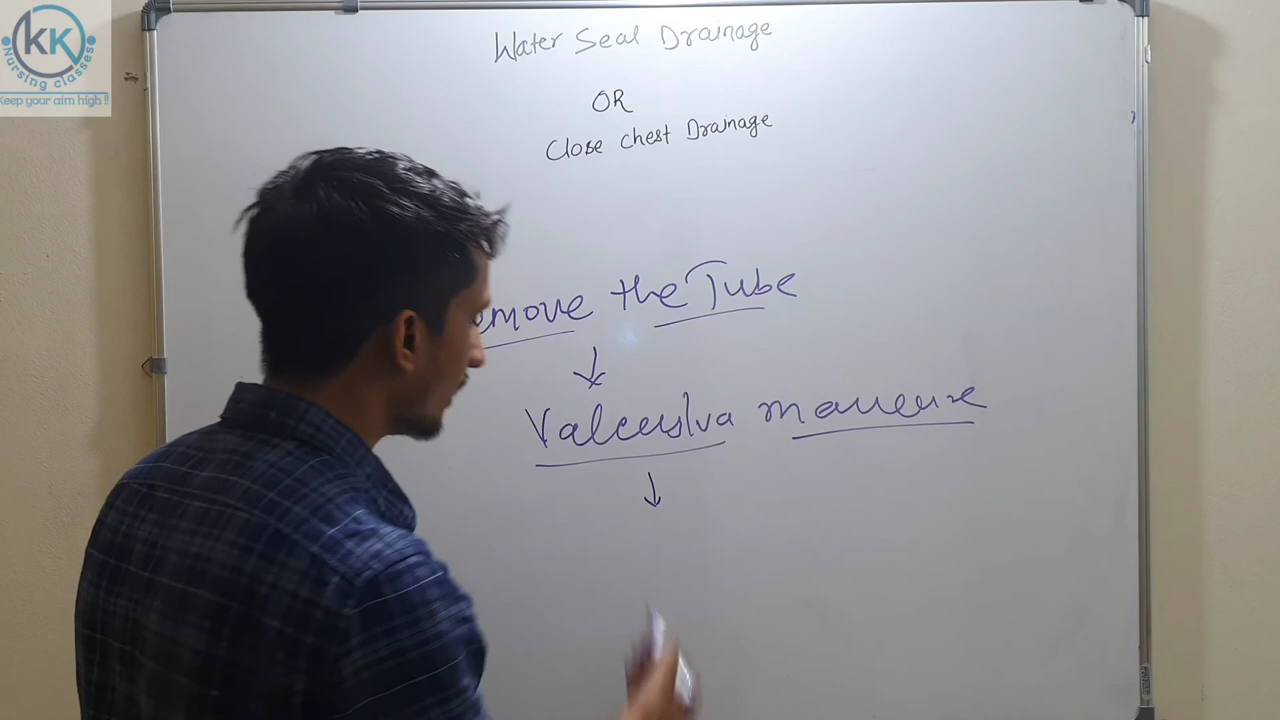 KK
Nursing classes
Keep your aim high !!
Water Seal Drainage
OR
Close Chest Drainage
emove the Tube
↓
Valcuslva maneuve
↓